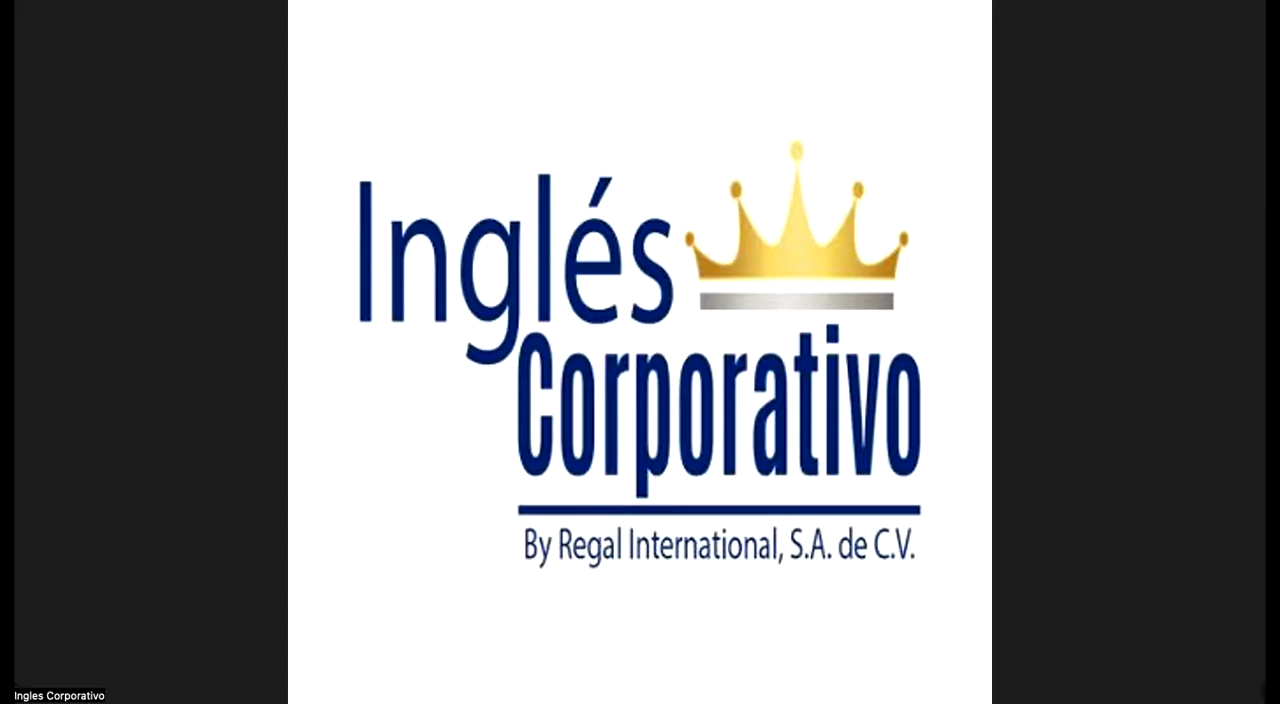 Inglés
Corporativo
By Regal International, S.A. de C.V.
Ingles Corporativo